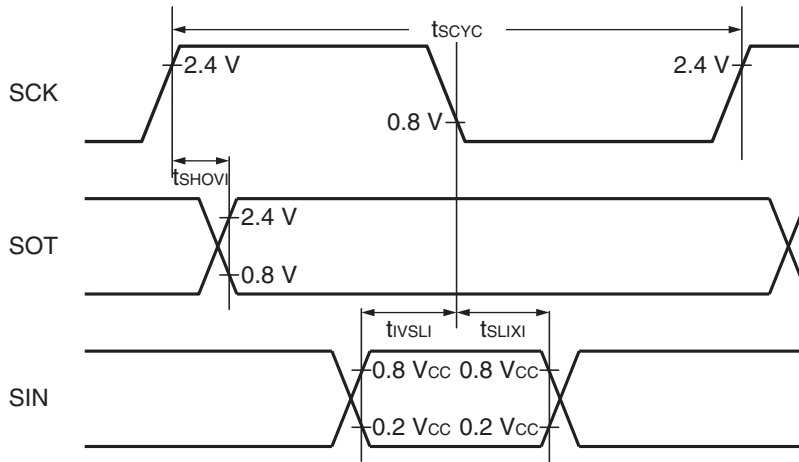 tSCYC
SCK
2.4 V
2.4 V
0.8 V
tSHOVI
SOT
2.4 V
0.8 V
tIVSLI
tSLIXI
SIN
0.8 VCC
0.8 VCC
0.2 VCC
0.2 VCC